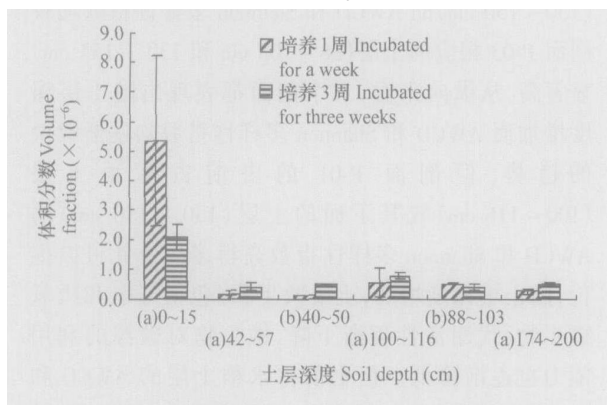 9.0
8.0
7.0
6.0
5.0
4.0
3.0
2.0
1.0
0.0
体积分数 Volume
fraction (×10⁻⁶)
培养1周 Incubated
for a week
培养3周 Incubated
for three weeks
(a)0~15
(b)40~50
(b)88~103
(a)42~57
(a)100~116
(a)174~200
土层深度 Soil depth (cm)